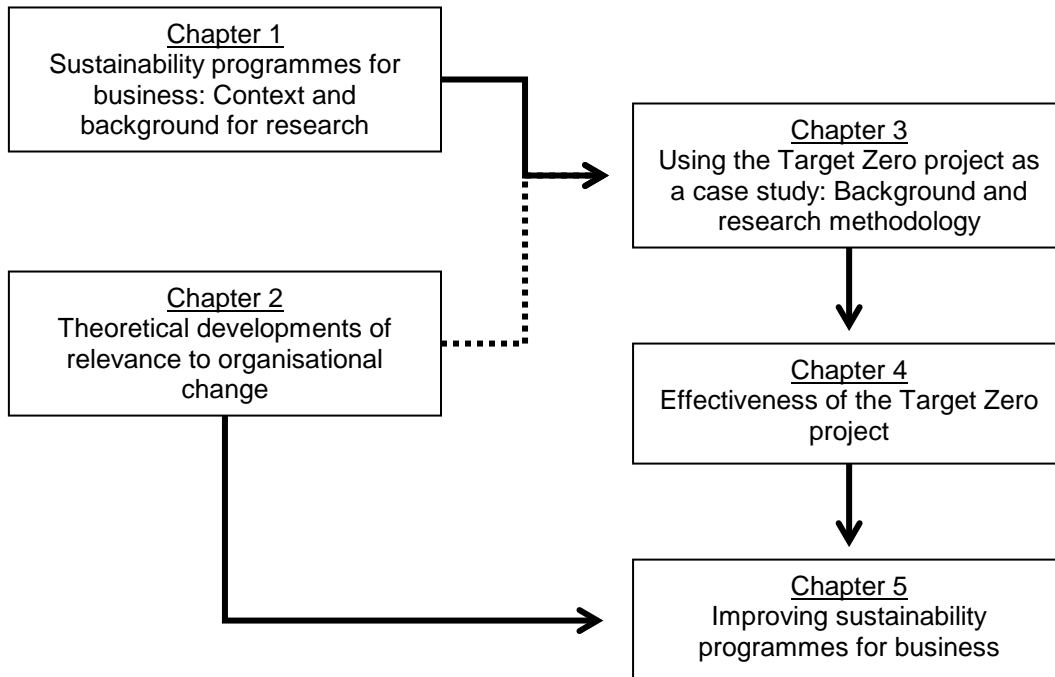 Chapter 1
Sustainability programmes for
business: Context and
background for research
Chapter 2
Theoretical developments of
relevance to organisational
change
Chapter 3
Using the Target Zero project as
a case study: Background and
research methodology
Chapter 4
Effectiveness of the Target Zero
project
Chapter 5
Improving sustainability
programmes for business